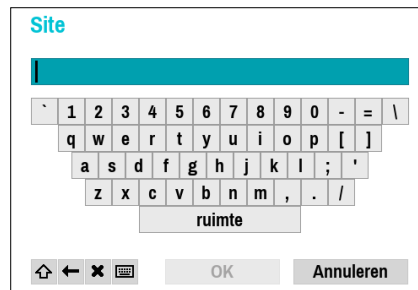 Site
` 1 2 3 4 5 6 7 8 9 0 - = \
q w e r t y u i o p [ ]
a s d f g h j k l ; '
z x c v b n m , . /
ruimte
OK Annuleren